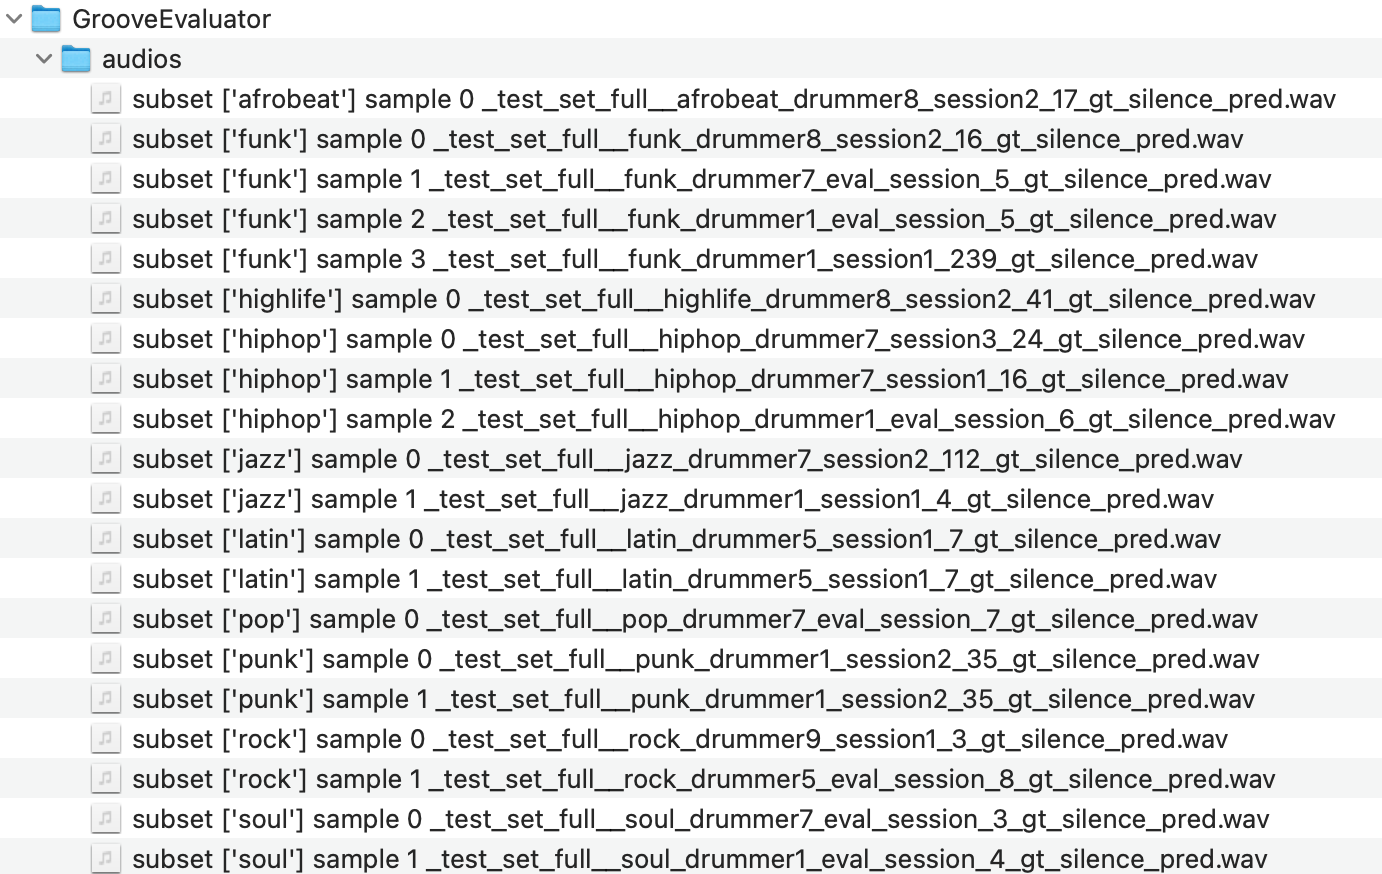 GrooveEvaluator
audios
subset ['afrobeat'] sample 0 _test_set_full__afrobeat_drummer8_session2_17_gt_silence_pred.wav
subset ['funk'] sample 0 _test_set_full__funk_drummer8_session2_16_gt_silence_pred.wav
subset ['funk'] sample 1 _test_set_full__funk_drummer7_eval_session_5_gt_silence_pred.wav
subset ['funk'] sample 2 _test_set_full__funk_drummer1_eval_session_5_gt_silence_pred.wav
subset ['funk'] sample 3 _test_set_full__funk_drummer1_session1_239_gt_silence_pred.wav
subset ['highlife'] sample 0 _test_set_full__highlife_drummer8_session2_41_gt_silence_pred.wav
subset ['hiphop'] sample 0 _test_set_full__hiphop_drummer7_session3_24_gt_silence_pred.wav
subset ['hiphop'] sample 1 _test_set_full__hiphop_drummer7_session1_16_gt_silence_pred.wav
subset ['hiphop'] sample 2 _test_set_full__hiphop_drummer1_eval_session_6_gt_silence_pred.wav
subset ['jazz'] sample 0 _test_set_full__jazz_drummer7_session2_112_gt_silence_pred.wav
subset ['jazz'] sample 1 _test_set_full__jazz_drummer1_session1_4_gt_silence_pred.wav
subset ['latin'] sample 0 _test_set_full__latin_drummer5_session1_7_gt_silence_pred.wav
subset ['latin'] sample 1 _test_set_full__latin_drummer5_session1_7_gt_silence_pred.wav
subset ['pop'] sample 0 _test_set_full__pop_drummer7_eval_session_7_gt_silence_pred.wav
subset ['punk'] sample 0 _test_set_full__punk_drummer1_session2_35_gt_silence_pred.wav
subset ['punk'] sample 1 _test_set_full__punk_drummer1_session2_35_gt_silence_pred.wav
subset ['rock'] sample 0 _test_set_full__rock_drummer9_session1_3_gt_silence_pred.wav
subset ['rock'] sample 1 _test_set_full__rock_drummer5_eval_session_8_gt_silence_pred.wav
subset ['soul'] sample 0 _test_set_full__soul_drummer7_eval_session_3_gt_silence_pred.wav
subset ['soul'] sample 1 _test_set_full__soul_drummer1_eval_session_4_gt_silence_pred.wav